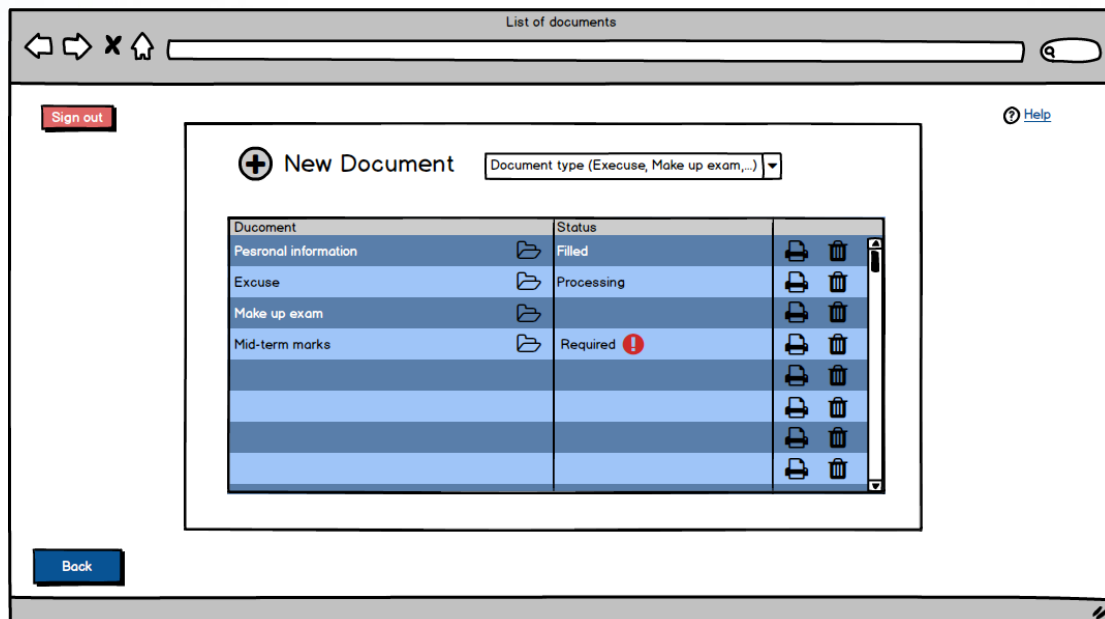 List of documents
Sign out
Help
New Document
Document type (Execuse, Make up exam,...)
Ducoment Status
Pesronal information Filled
Excuse Processing
Make up exam
Mid-term marks Required
Back